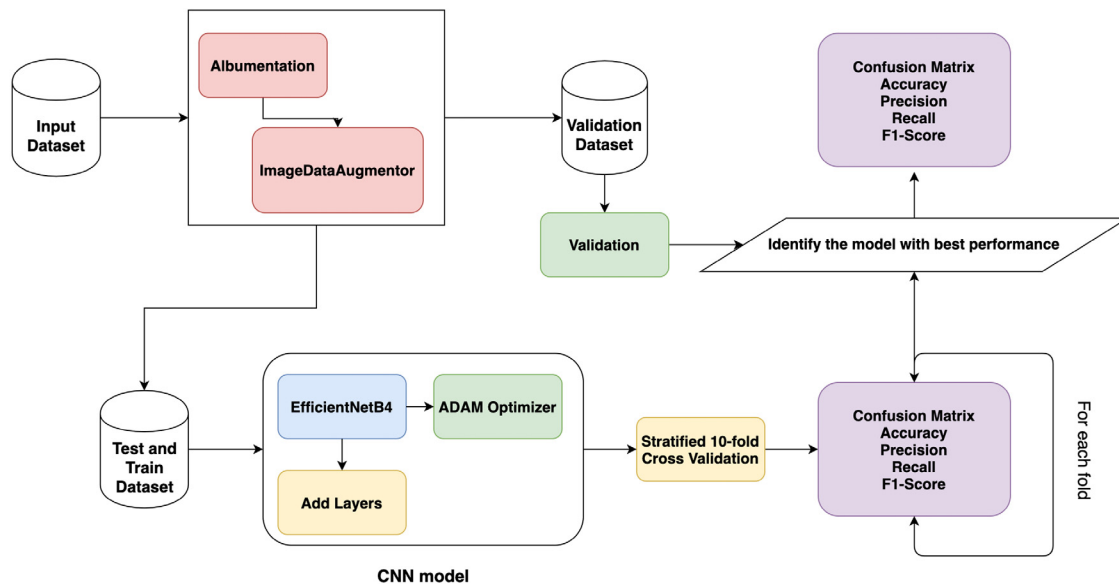 Input
Dataset
Albumentation
ImageDataAugmentor
Validation
Dataset
Validation
Confusion Matrix
Accuracy
Precision
Recall
F1-Score
Identify the model with best performance
Test and
Train
Dataset
EfficientNetB4
ADAM Optimizer
Add Layers
CNN model
Stratified 10-fold
Cross Validation
Confusion Matrix
Accuracy
Precision
Recall
F1-Score
For each fold